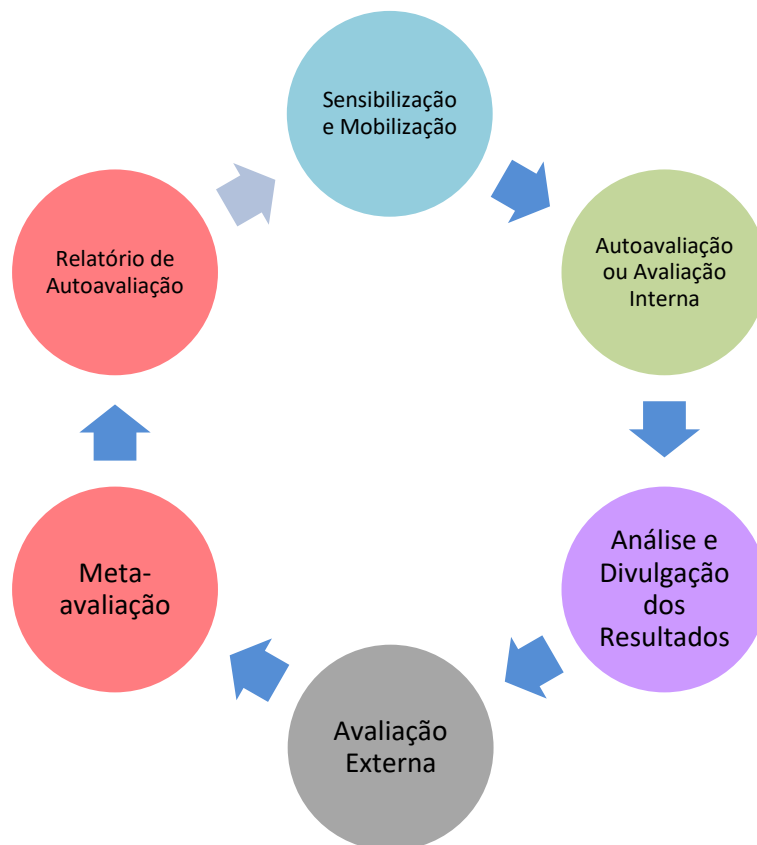 Sensibilização
e Mobilização
Autoavaliação
ou Avaliação
Interna
Análise e
Divulgação
dos
Resultados
Avaliação
Externa
Meta-
avaliação
Relatório de
Autoavaliação